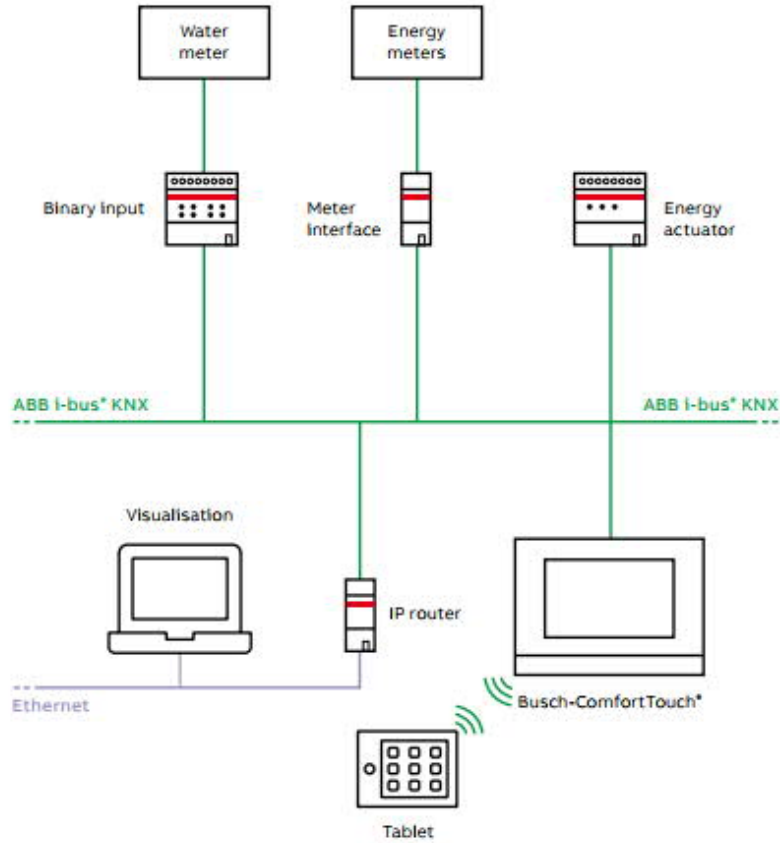 Water
meter
Energy
meters
Binary input
Meter
interface
Energy
actuator
ABB i-bus® KNX
ABB i-bus® KNX
Visualisation
IP router
Ethernet
Busch-ComfortTouch®
Tablet